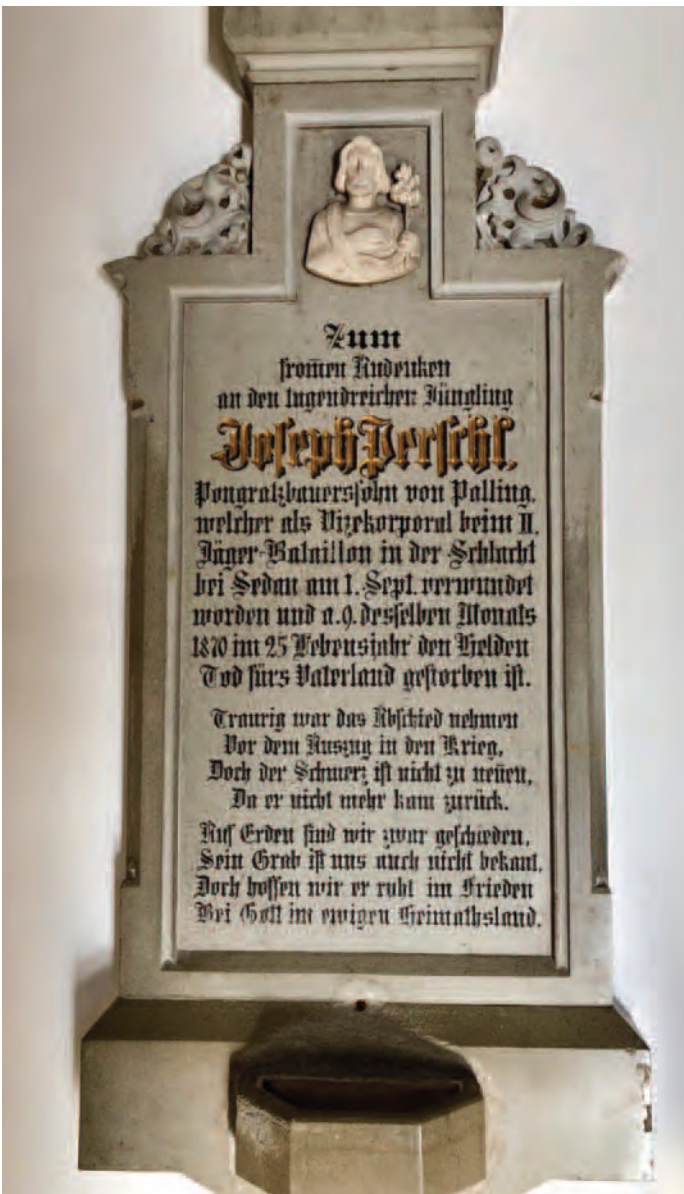 Zum
from̄en Andenken
an den tugendreichen Jüngling
Joseph Perschl,
Pongratzbauerssohn von Palling,
welcher als Vizekorporal beim II.
Jäger-Bataillon in der Schlacht
bei Sedan am 1. Sept. verwundet
worden und a. 9. desselben Monats
1870 im 25 Lebensjahr den Helden
Tod fürs Vaterland gestorben ist.
Traurig war das Abschied nehmen
Vor dem Auszug in den Krieg,
Doch der Schmerz ist nicht zu neñen,
Da er nicht mehr kam zurück.
Auf Erden sind wir zwar geschieden,
Sein Grab ist uns auch nicht bekant,
Doch hoffen wir er ruht im Frieden
Bei Gott im ewigen Heimathsland.